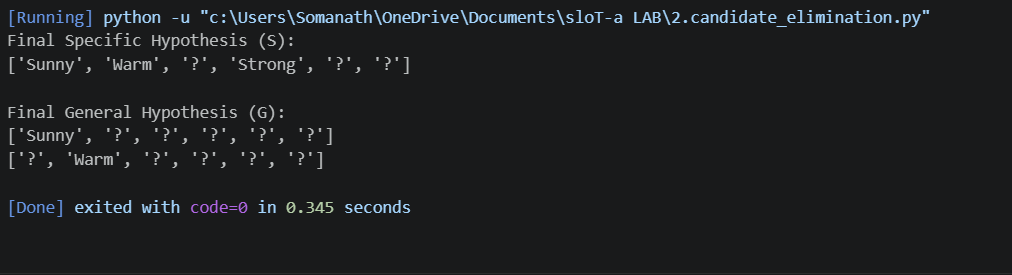 [Running] python -u "c:\Users\Somanath\OneDrive\Documents\sloT-a LAB\2.candidate_elimination.py"
Final Specific Hypothesis (S):
['Sunny', 'Warm', '?', 'Strong', '?', '?']
Final General Hypothesis (G):
['Sunny', '?', '?', '?', '?', '?']
['?', 'Warm', '?', '?', '?', '?']
[Done] exited with code=0 in 0.345 seconds